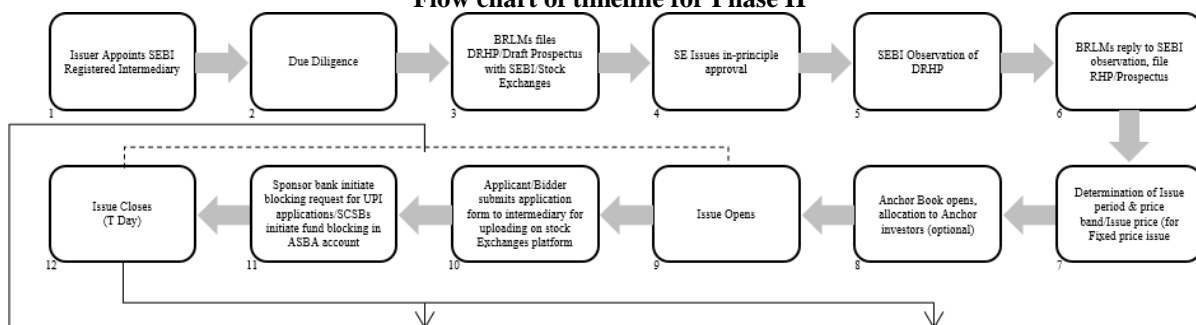 Flow chart of timeline for Phase II
Issuer Appoints SEBI
Registered Intermediary
1
Due Diligence
2
BRLMs files
DRHP/Draft Prospectus
with SEBI/Stock
Exchanges
3
SE Issues in-principle
approval
4
SEBI Observation of
DRHP
5
BRLMs reply to SEBI
observation, file
RHP/Prospectus
6
Determination of Issue
period & price
band/Issue price (for
Fixed price issue
7
Anchor Book opens,
allocation to Anchor
investors (optional)
8
Issue Opens
9
Applicant/Bidder
submits application
form to intermediary for
uploading on stock
Exchanges platform
10
Sponsor bank initiate
blocking request for UPI
applications/SCSBs
initiate fund blocking in
ASBA account
11
Issue Closes
(T Day)
12